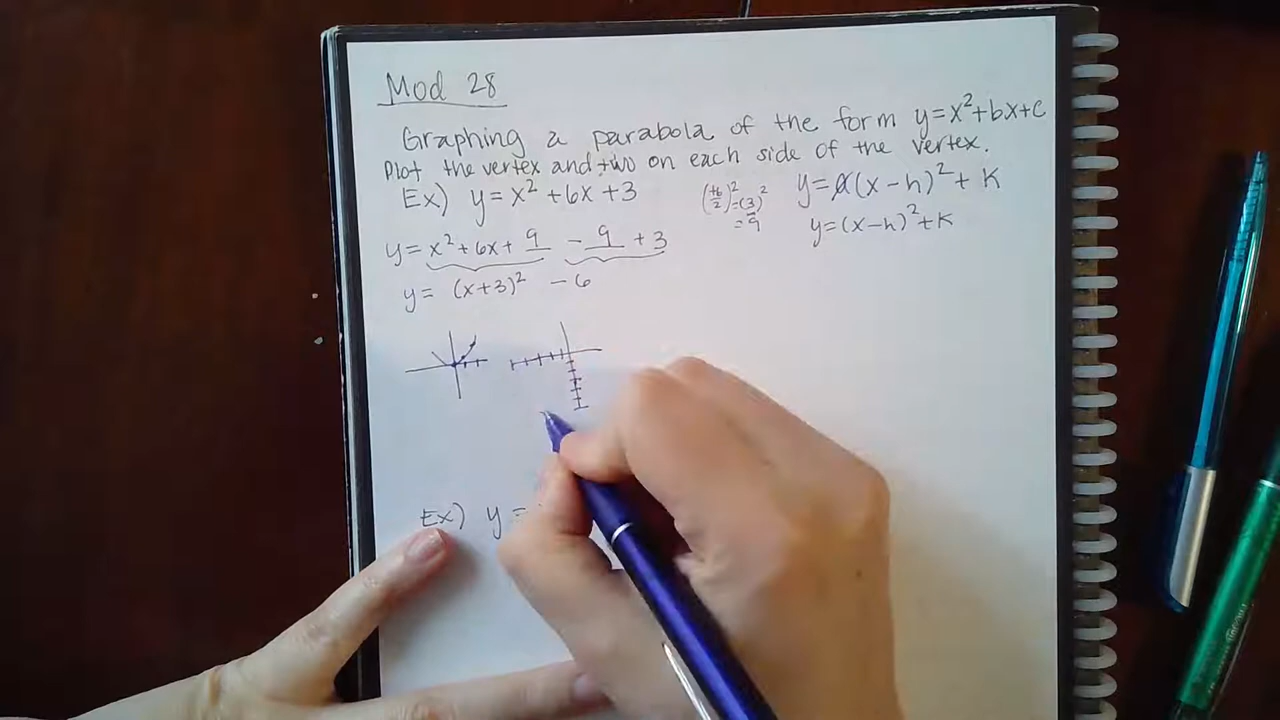 Mod 28
Graphing a parabola of the form y=x²+bx+c
Plot the vertex and two on each side of the vertex.
Ex) y=x²+6x+3
(+6/2)²=(3)²
=9
y=a(x-h)²+k
y=(x-h)²+k
y=x²+6x+9 -9+3
y= (x+3)² -6
Ex) y=